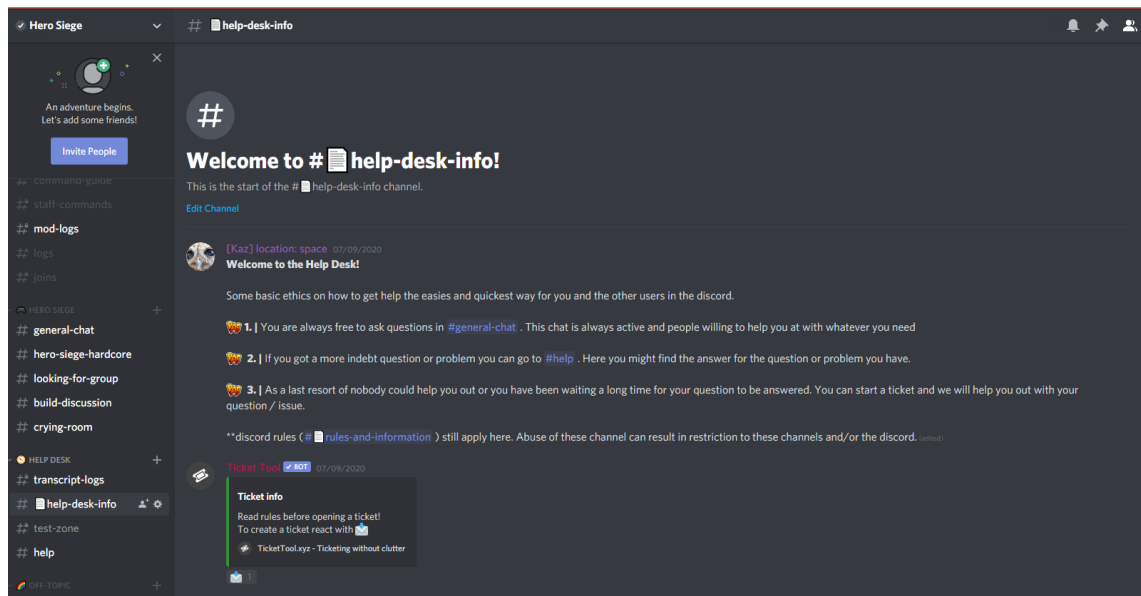 Hero Siege
An adventure begins.
Let's add some friends!
Invite People
command-guide
staff-commands
mod-logs
logs
joins
HERO SIEGE
general-chat
hero-siege-hardcore
looking-for-group
build-discussion
crying-room
HELP DESK
transcript-logs
help-desk-info
test-zone
help
OFF-TOPIC
# help-desk-info
Welcome to # help-desk-info!
This is the start of the # help-desk-info channel.
Edit Channel
[Kaz] location: space 07/09/2020
Welcome to the Help Desk!
Some basic ethics on how to get help the easies and quickest way for you and the other users in the discord.
1. | You are always free to ask questions in #general-chat . This chat is always active and people willing to help you at with whatever you need
2. | If you got a more indebt question or problem you can go to #help . Here you might find the answer for the question or problem you have.
3. | As a last resort of nobody could help you out or you have been waiting a long time for your question to be answered. You can start a ticket and we will help you out with your
question / issue.
**discord rules (# rules-and-information ) still apply here. Abuse of these channel can result in restriction to these channels and/or the discord. (edited)
Ticket Tool BOT 07/09/2020
Ticket info
Read rules before opening a ticket!
To create a ticket react with
TicketTool.xyz - Ticketing without clutter
1